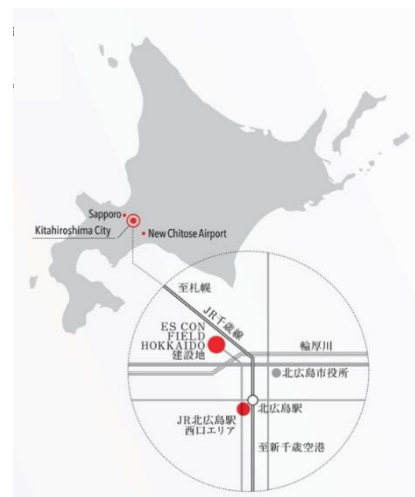 Sapporo
Kitahiroshima City
New Chitose Airport
至札幌
JR千歳線
ES CON
FIELD
HOKKAIDO
建設地
輪厚川
北広島市役所
北広島駅
JR北広島駅
西口エリア
至新千歳空港